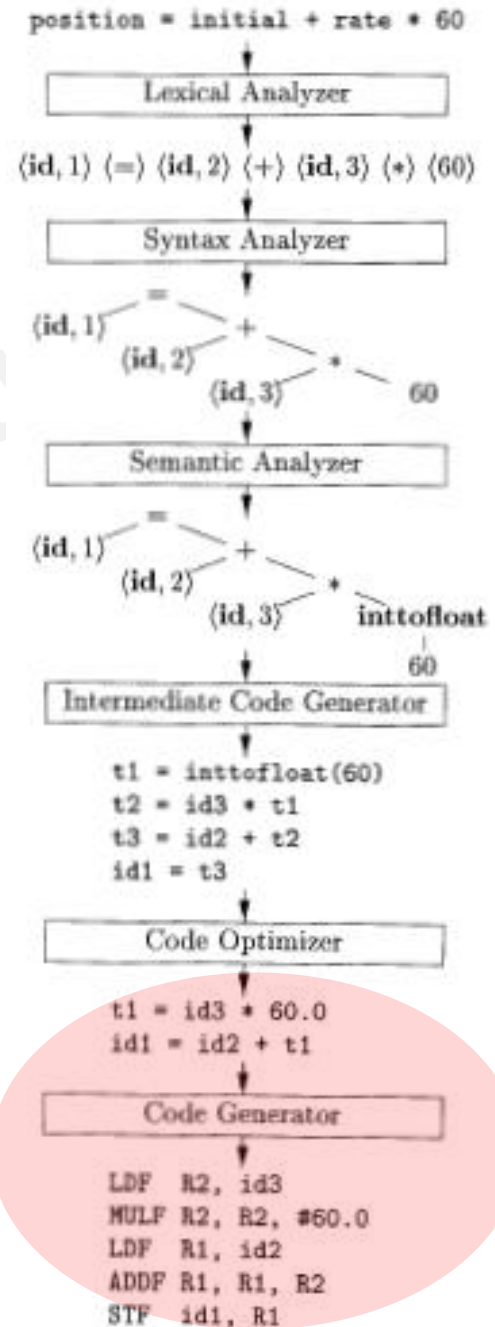 position = initial + rate * 60
Lexical Analyzer
⟨id, 1⟩ ⟨=⟩ ⟨id, 2⟩ ⟨+⟩ ⟨id, 3⟩ ⟨*⟩ ⟨60⟩
Syntax Analyzer
=
⟨id, 1⟩ +
⟨id, 2⟩ *
⟨id, 3⟩ 60
Semantic Analyzer
=
⟨id, 1⟩ +
⟨id, 2⟩ *
⟨id, 3⟩ inttofloat
60
Intermediate Code Generator
t1 = inttofloat(60)
t2 = id3 * t1
t3 = id2 + t2
id1 = t3
Code Optimizer
t1 = id3 * 60.0
id1 = id2 + t1
Code Generator
LDF R2, id3
MULF R2, R2, #60.0
LDF R1, id2
ADDF R1, R1, R2
STF id1, R1